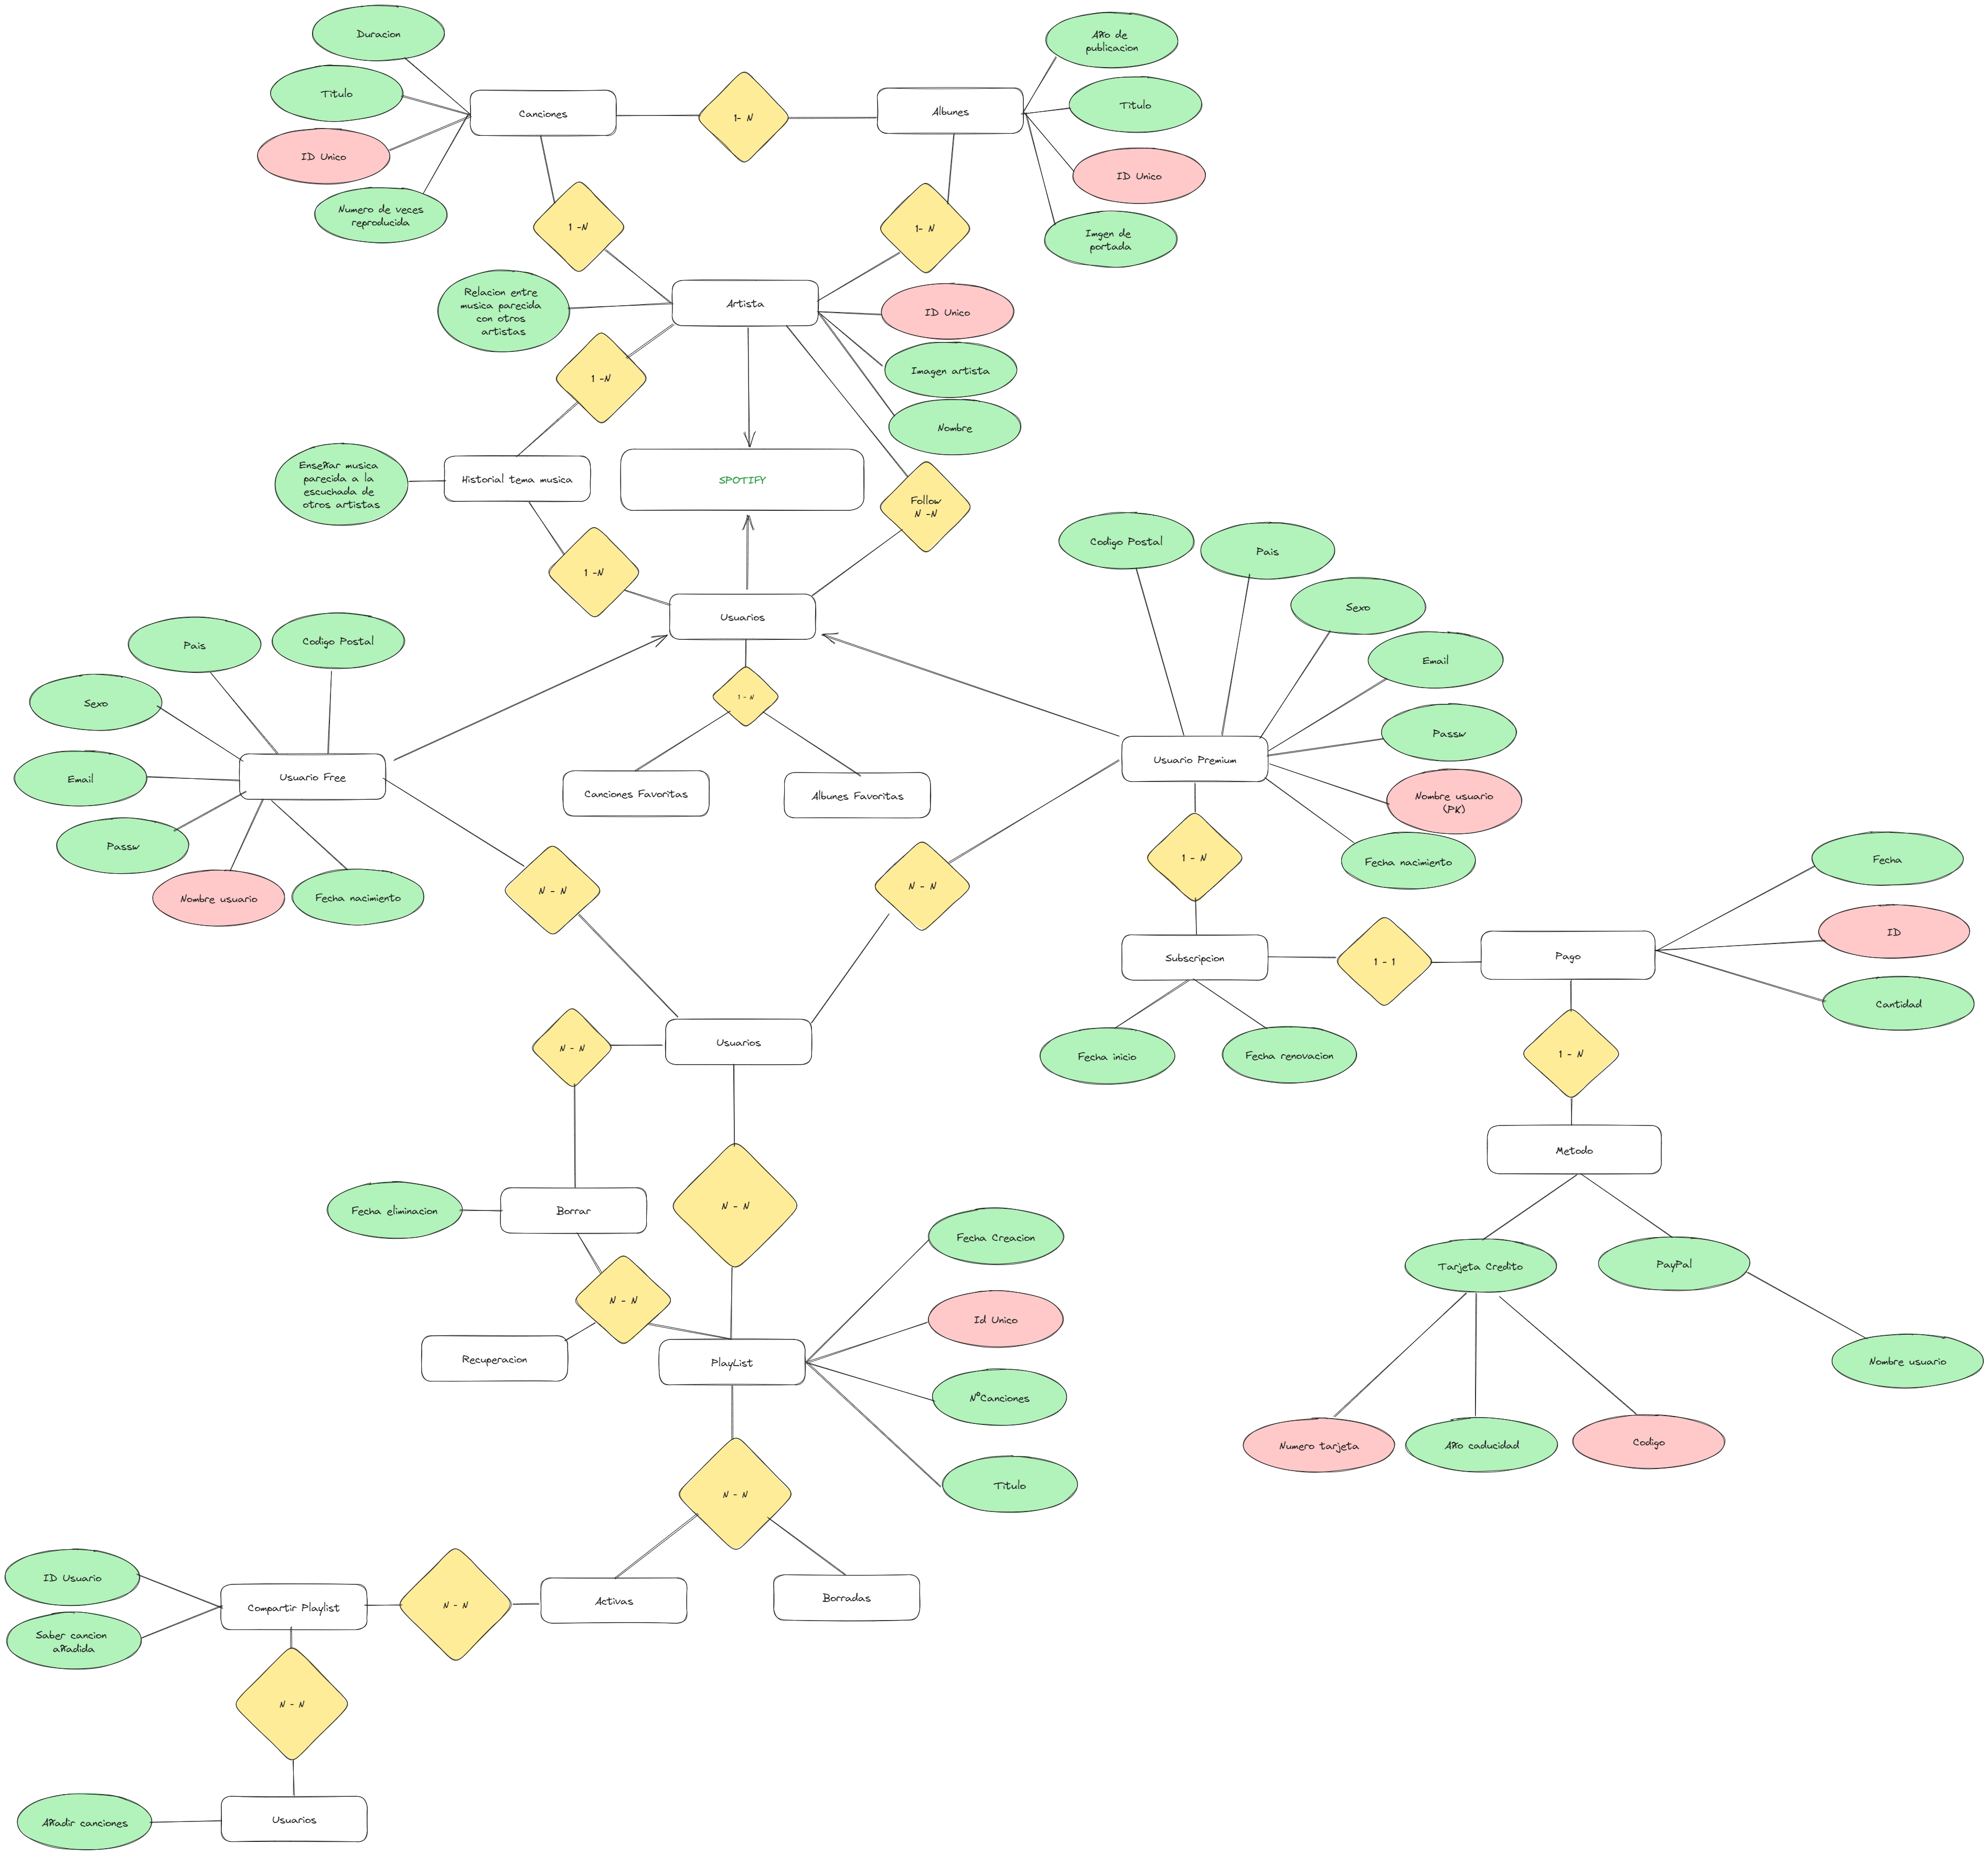 Duracion
Titulo
ID Unico
Numero de veces
reproducida
Canciones
1- N
Albunes
Año de
publicacion
Titulo
ID Unico
Imgen de
portada
1 -N
1- N
Relacion entre
musica parecida
con otros
artistas
Artista
ID Unico
Imagen artista
Nombre
1 -N
Enseñar musica
parecida a la
escuchada de
otros artistas
Historial tema musica
SPOTIFY
Follow
N -N
1 -N
Usuarios
1 - N
Canciones Favoritas
Albunes Favoritas
Pais
Codigo Postal
Sexo
Email
Passw
Nombre usuario
Fecha nacimiento
Usuario Free
Codigo Postal
Pais
Sexo
Email
Passw
Nombre usuario
(PK)
Fecha nacimiento
Usuario Premium
N - N
N - N
1 - N
Subscripcion
Fecha inicio
Fecha renovacion
1 - 1
Pago
Fecha
ID
Cantidad
1 - N
Metodo
Tarjeta Credito
PayPal
Nombre usuario
Numero tarjeta
Año caducidad
Codigo
Usuarios
N - N
Fecha eliminacion
Borrar
N - N
N - N
Recuperacion
PlayList
Fecha Creacion
Id Unico
NºCanciones
Titulo
N - N
Activas
Borradas
N - N
Compartir Playlist
ID Usuario
Saber cancion
añadida
N - N
Usuarios
Añadir canciones